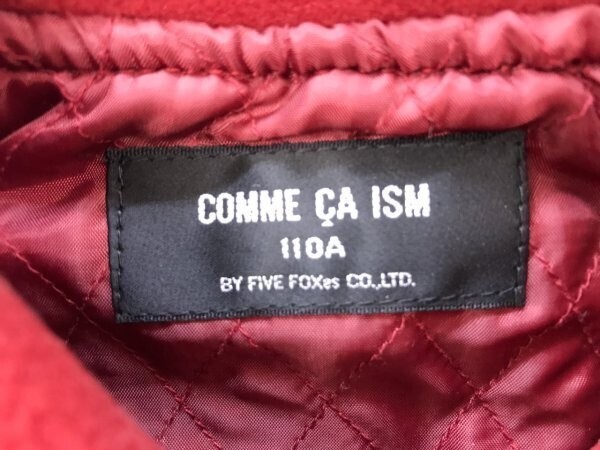 COMME ÇA ISM
110A
BY FIVE FOXes CO.,LTD.